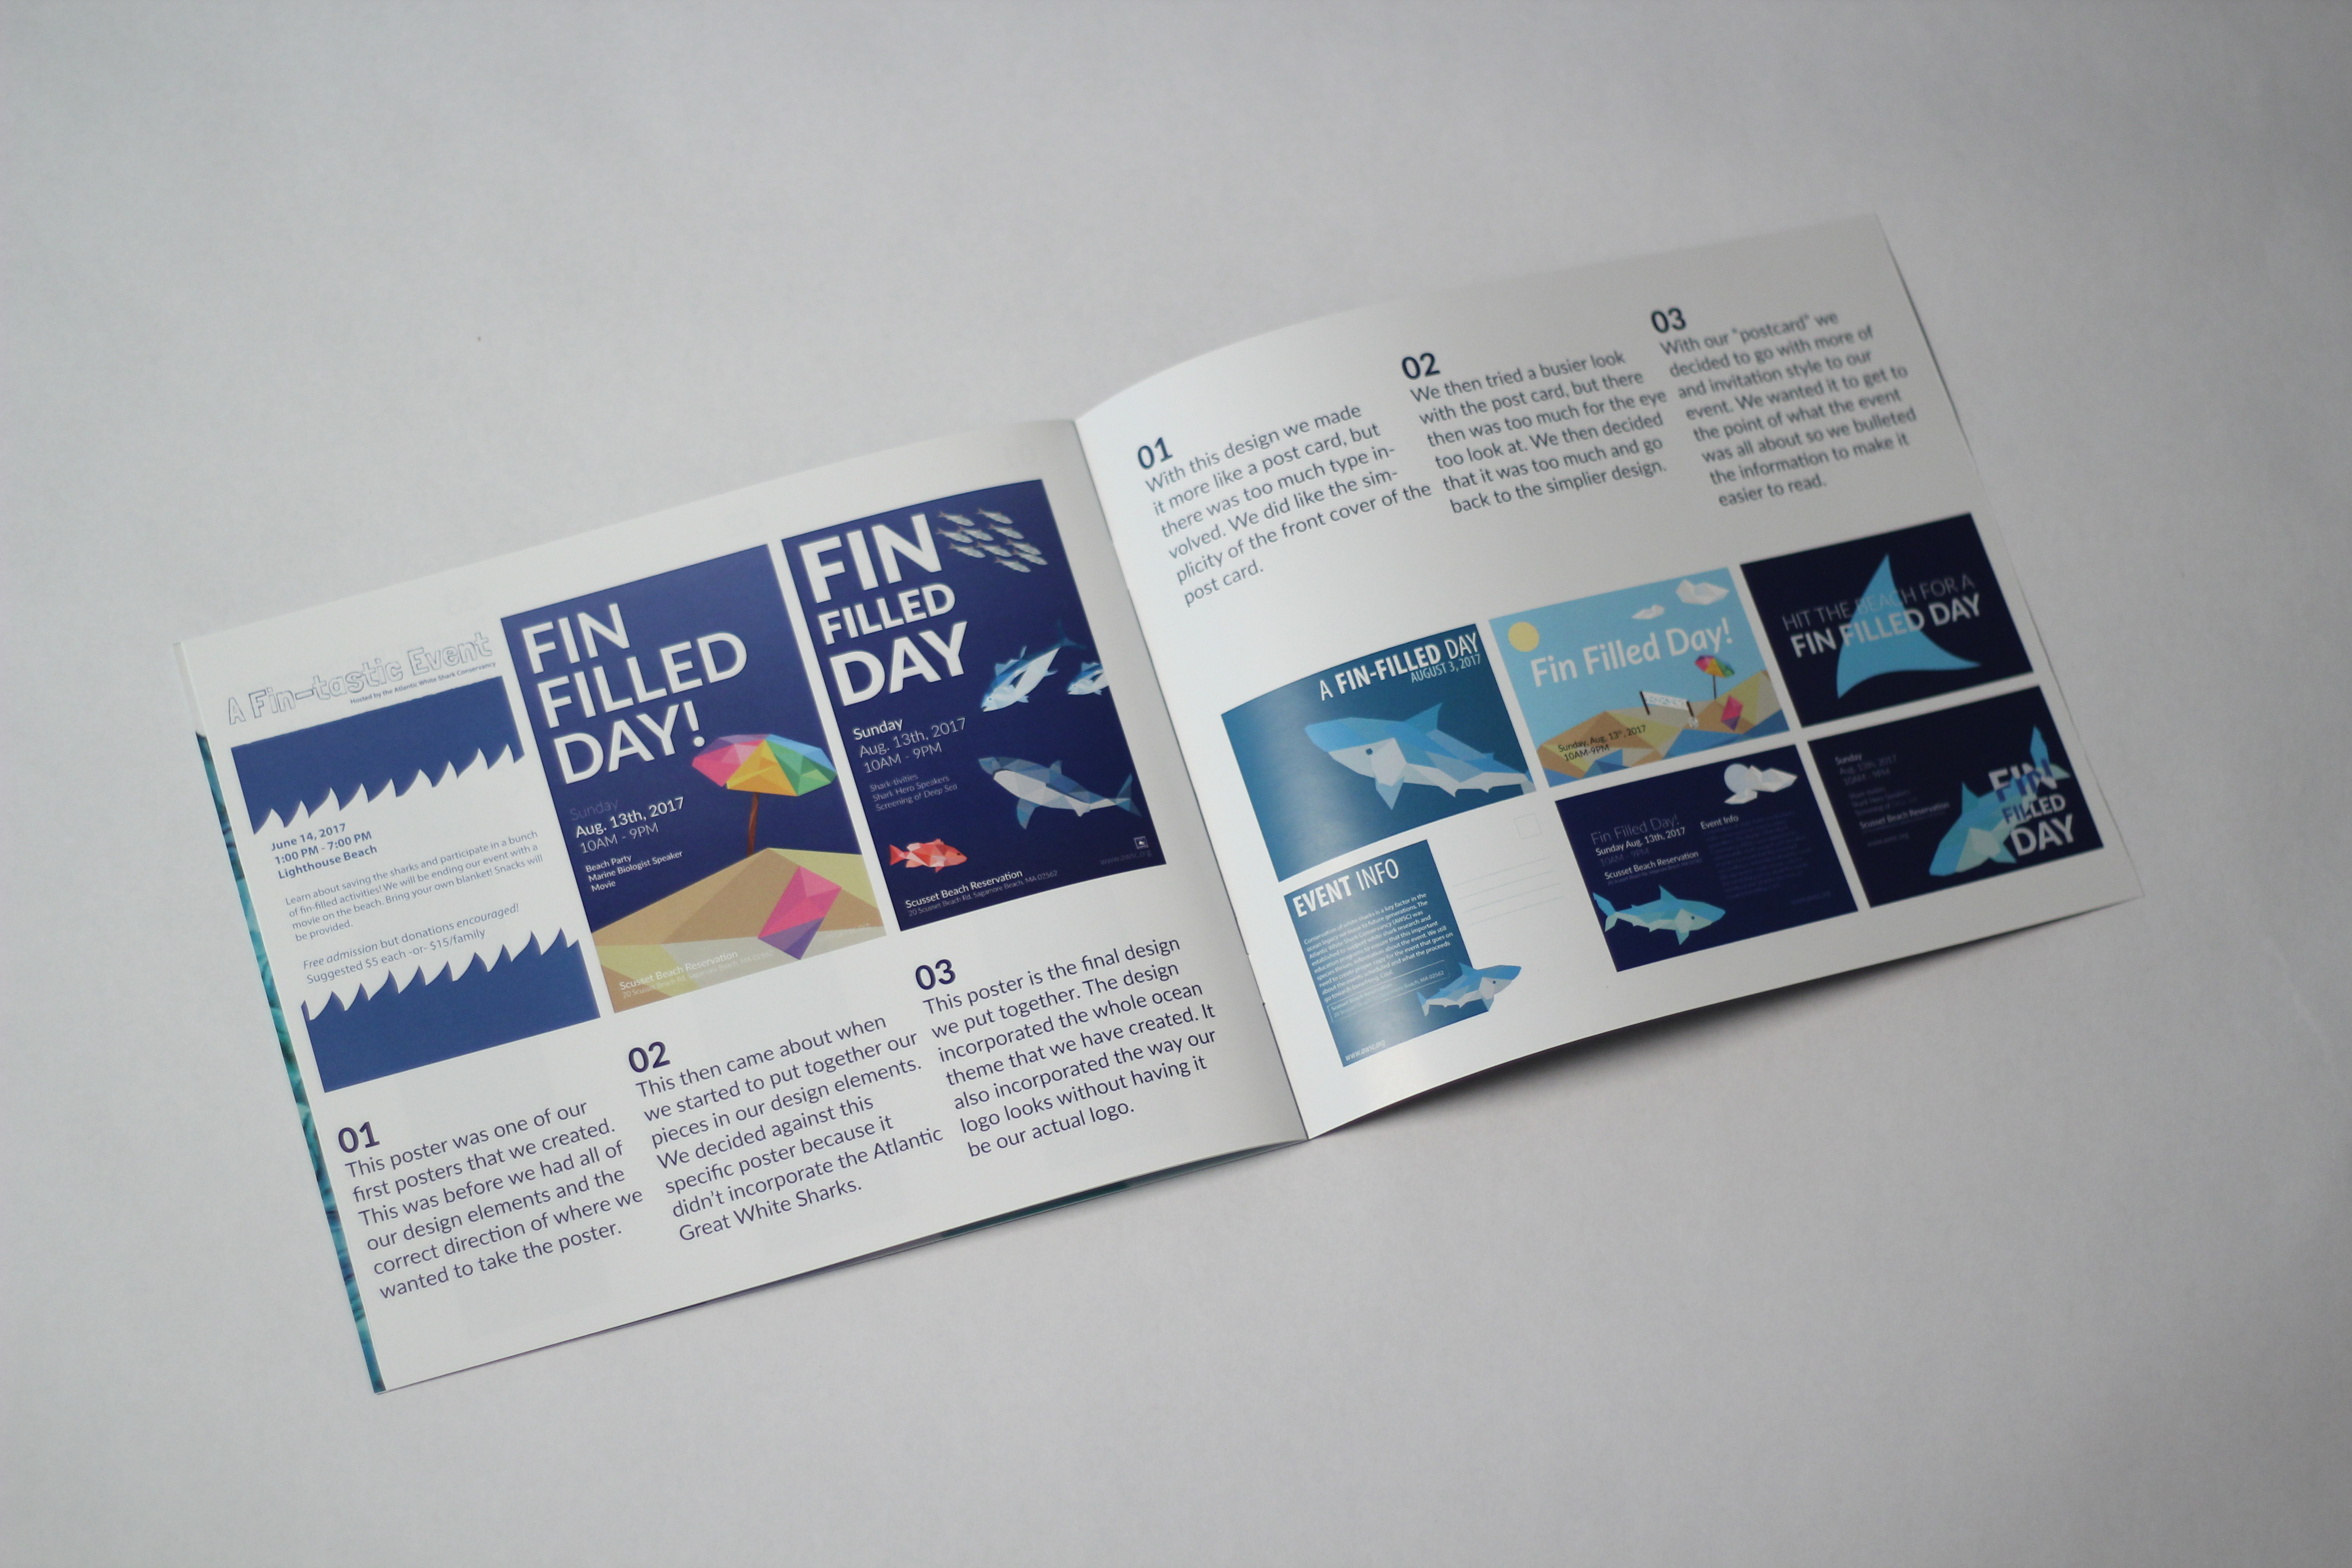 A Fin-tastic Event
Hosted by the Atlantic White Shark Conservancy
June 14, 2017
1:00 PM - 7:00 PM
Lighthouse Beach
Learn about saving the sharks and participate in a bunch
of fin-filled activities! We will be ending our event with a
movie on the beach. Bring your own blanket! Snacks will
be provided.
Free admission but donations encouraged!
Suggested $5 each -or- $15/family
FIN
FILLED
DAY!
Sunday
Aug. 13th, 2017
10AM - 9PM
Beach Party
Marine Biologist Speaker
Movie
Scusset Beach Reservation
20 Scusset Beach Rd, Sagamore Beach, MA 02562
FIN
FILLED
DAY
Sunday
Aug. 13th, 2017
10AM - 9PM
Shark-tivities
Shark Hero Speakers
Screening of Deep Sea
Scusset Beach Reservation
20 Scusset Beach Rd, Sagamore Beach, MA 02562
www.awsc.org
01
This poster was one of our
first posters that we created.
This was before we had all of
our design elements and the
correct direction of where we
wanted to take the poster.
02
This then came about when
we started to put together our
pieces in our design elements.
We decided against this
specific poster because it
didn't incorporate the Atlantic
Great White Sharks.
03
This poster is the final design
we put together. The design
incorporated the whole ocean
theme that we have created. It
also incorporated the way our
logo looks without having it
be our actual logo.
01
With this design we made
it more like a post card, but
there was too much type in-
volved. We did like the sim-
plicity of the front cover of the
post card.
02
We then tried a busier look
with the post card, but there
then was too much for the eye
too look at. We then decided
that it was too much and go
back to the simplier design.
03
With our "postcard" we
decided to go with more of
and invitation style to our
event. We wanted it to get to
the point of what the event
was all about so we bulleted
the information to make it
easier to read.
A FIN-FILLED DAY
AUGUST 3, 2017
EVENT INFO
www.awsc.org
Fin Filled Day!
Sunday, Aug. 13th, 2017
10AM-9PM
Fin Filled Day!
Sunday Aug. 13th, 2017
10AM - 9PM
Scusset Beach Reservation
Event Info
HIT THE BEACH FOR A
FIN FILLED DAY
Sunday
Aug. 13th, 2017
10AM - 9PM
Scusset Beach Reservation
FIN
FILLED
DAY